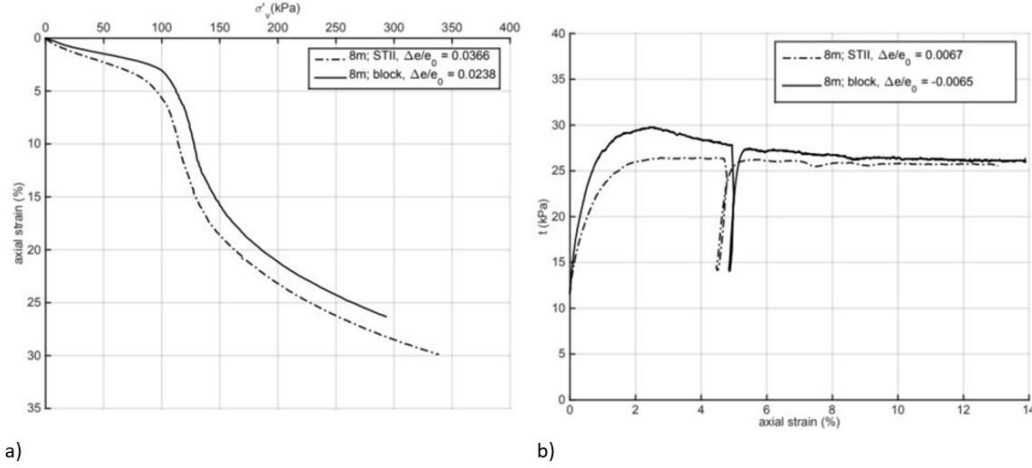 σ'v(kPa)
0 50 100 150 200 250 300 350 400
0
5
10
15
20
25
30
35
axial strain (%)
8m; STII, Δe/e0 = 0.0366
8m; block, Δe/e0 = 0.0238
a)
40
35
30
25
20
15
10
5
0
t (kPa)
8m; STII, Δe/e0 = 0.0067
8m; block, Δe/e0 = -0.0065
0 2 4 6 8 10 12 14
axial strain (%)
b)